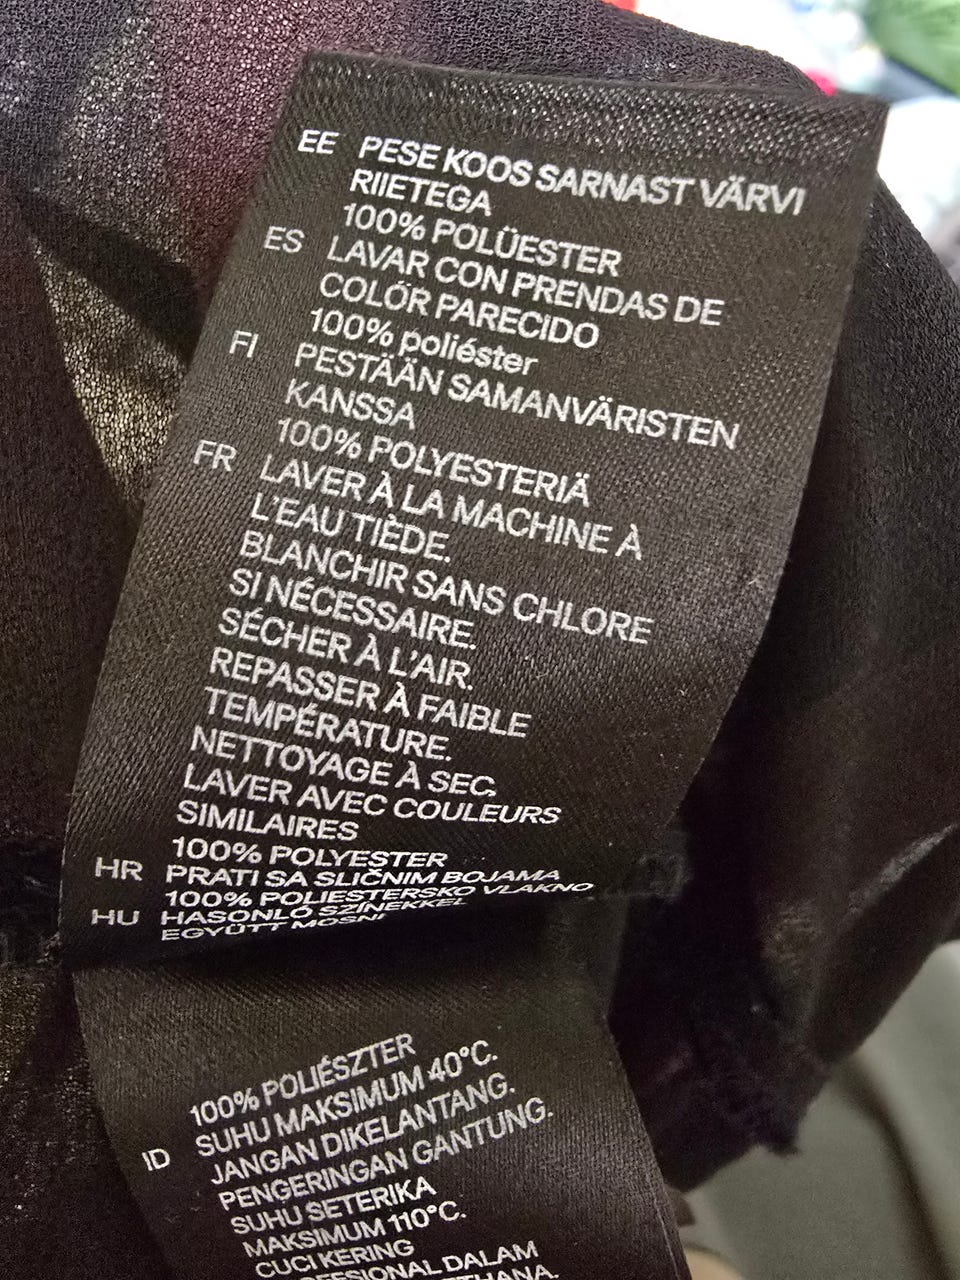 EE PESE KOOS SARNAST VÄRVI
RIIETEGA
100% POLÜESTER
ES LAVAR CON PRENDAS DE
COLOR PARECIDO
100% poliéster
FI PESTÄÄN SAMANVÄRISTEN
KANSSA
100% POLYESTERIÄ
FR LAVER À LA MACHINE À
L'EAU TIÈDE.
BLANCHIR SANS CHLORE
SI NÉCESSAIRE.
SÉCHER À L'AIR.
REPASSER À FAIBLE
TEMPÉRATURE.
NETTOYAGE À SEC.
LAVER AVEC COULEURS
SIMILAIRES
100% POLYESTER
HR PRATI SA SLIČNIM BOJAMA
100% POLIESTERSKO VLAKNO
HU HASONLÓ SZÍNEKKEL
EGYÜTT MOSNI
100% POLIÉSZTER
ID SUHU MAKSIMUM 40°C.
JANGAN DIKELANTANG.
PENGERINGAN GANTUNG.
SUHU SETERIKA
MAKSIMUM 110°C.
CUCI KERING
DALAM